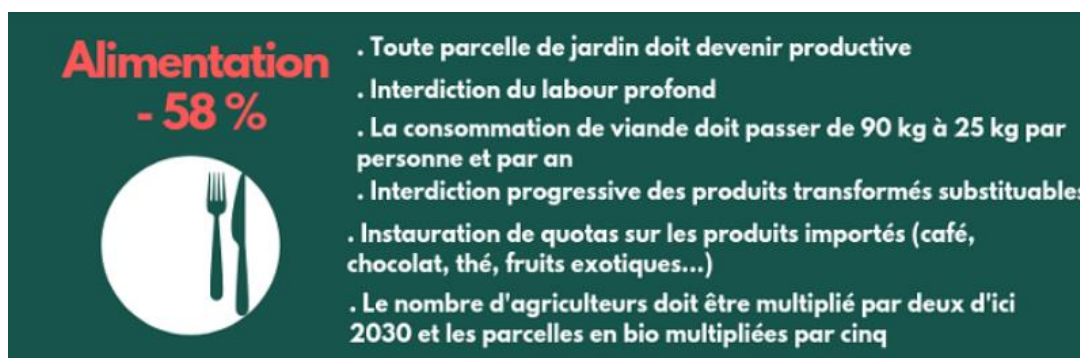 Alimentation
- 58 %
. Toute parcelle de jardin doit devenir productive
. Interdiction du labour profond
. La consommation de viande doit passer de 90 kg à 25 kg par
personne et par an
. Interdiction progressive des produits transformés substituables
. Instauration de quotas sur les produits importés (café,
chocolat, thé, fruits exotiques...)
. Le nombre d'agriculteurs doit être multiplié par deux d'ici
2030 et les parcelles en bio multipliées par cinq